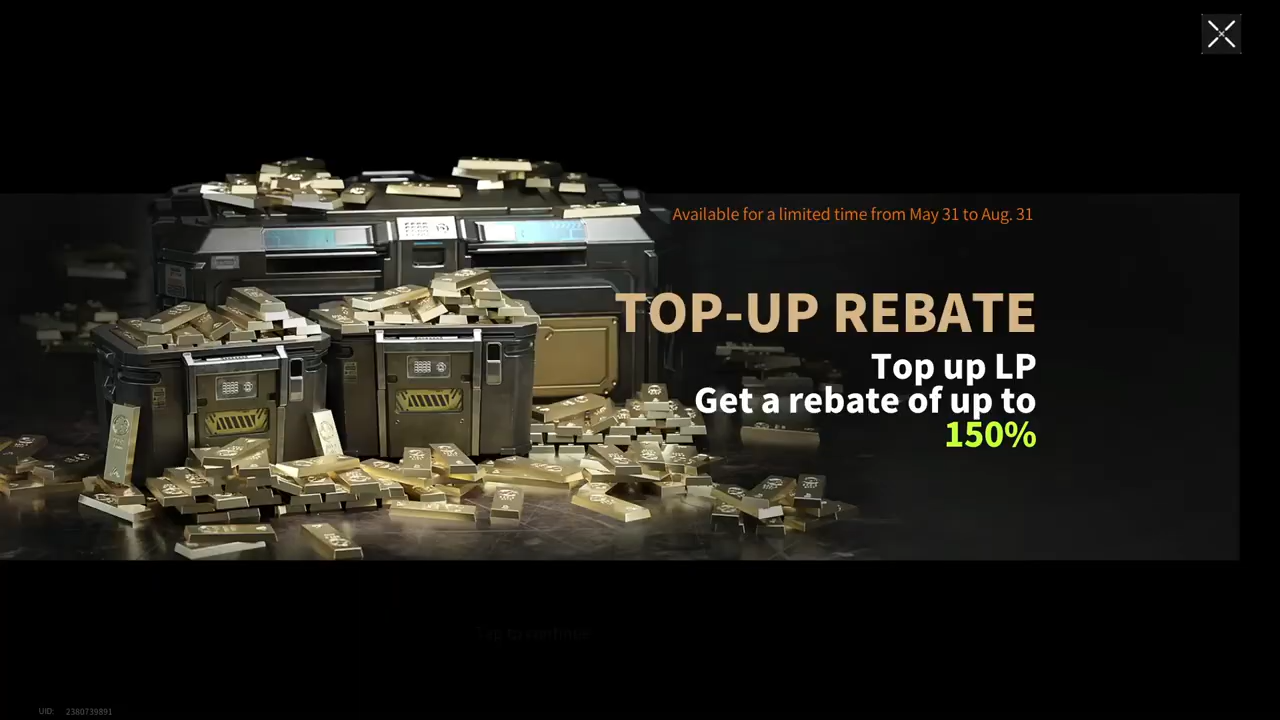 Available for a limited time from May 31 to Aug. 31
TOP-UP REBATE
Top up LP
Get a rebate of up to
150%
Tap to continue
UID: 2380739891